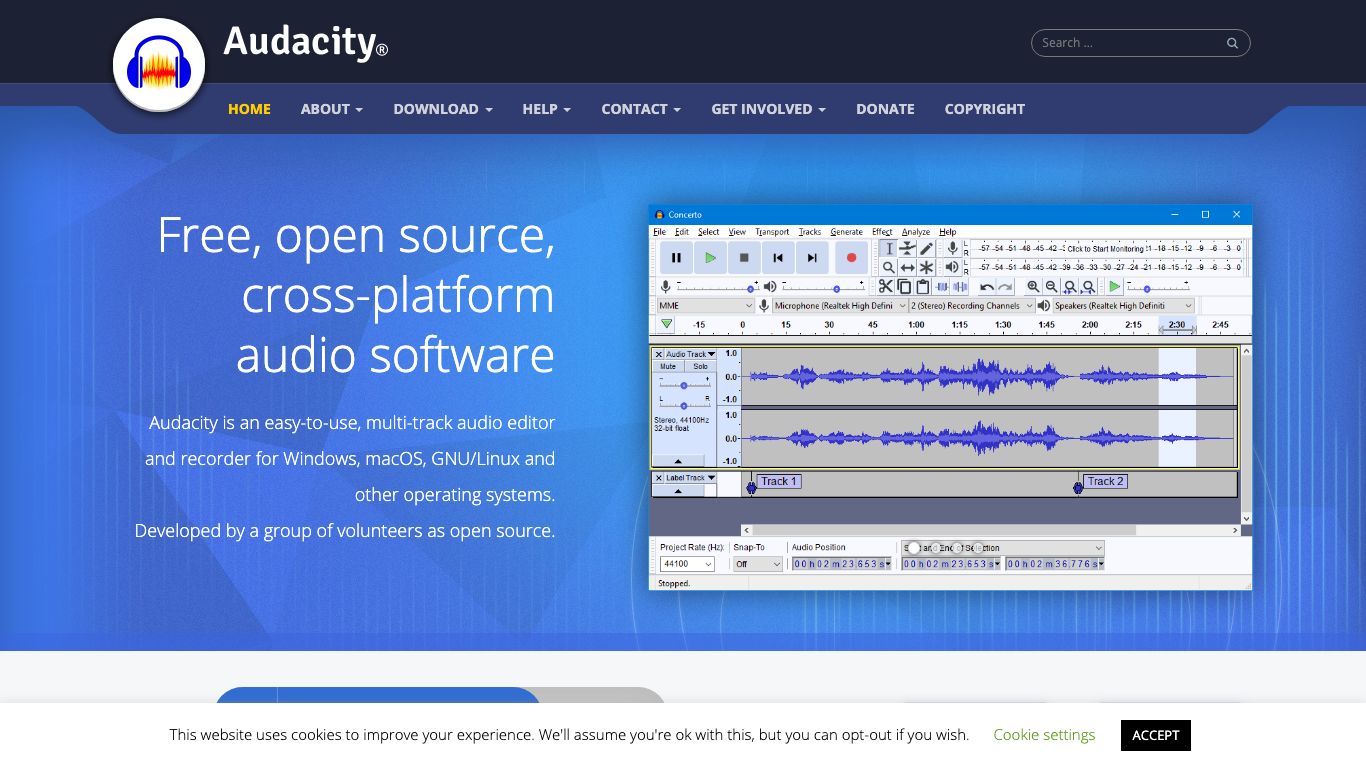 Audacity®
Search ...
HOME
ABOUT
DOWNLOAD
HELP
CONTACT
GET INVOLVED
DONATE
COPYRIGHT
Free, open source,
cross-platform
audio software
Audacity is an easy-to-use, multi-track audio editor
and recorder for Windows, macOS, GNU/Linux and
other operating systems.
Developed by a group of volunteers as open source.
Concerto
File Edit Select View Transport Tracks Generate Effect Analyze Help
L
R
-57 -54 -51 -48 -45 -42 Click to Start Monitoring -18 -15 -12 -9 -6 -3 0
L
R
-57 -54 -51 -48 -45 -42 -39 -36 -33 -30 -27 -24 -21 -18 -15 -12 -9 -6 -3 0
MME
Microphone (Realtek High Defini
2 (Stereo) Recording Channels
Speakers (Realtek High Definiti
-15 0 15 30 45 1:00 1:15 1:30 1:45 2:00 2:15 2:30 2:45
Audio Track
Mute Solo
L R
Stereo, 44100Hz
32-bit float
1.0
0.0
-1.0
1.0
0.0
-1.0
Label Track
Track 1
Track 2
Project Rate (Hz):
44100
Snap-To
Off
Audio Position
00 h 02 m 23,653 s
00 h 02 m 23,653 s
00 h 02 m 36,776 s
Stopped.
This website uses cookies to improve your experience. We'll assume you're ok with this, but you can opt-out if you wish.
Cookie settings
ACCEPT